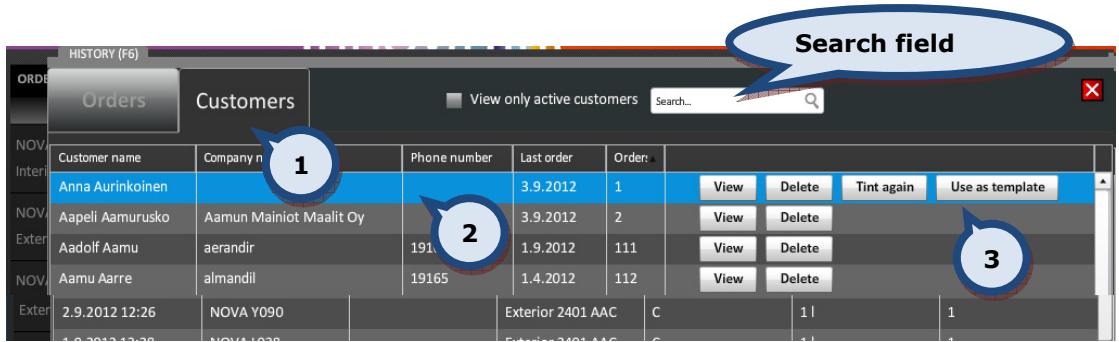 Search field
HISTORY (F6)
ORDE
Orders
Customers
View only active customers
Search...
NOVA
Interi
Customer name Company n Phone number Last order Orders
1
Anna Aurinkoinen 3.9.2012 1 View Delete Tint again Use as template
NOVA
Aapeli Aamurusko Aamun Mainiot Maalit Oy 3.9.2012 2 View Delete
2
Exter
Aadolf Aamu aerandir 191 1.9.2012 111 View Delete
3
NOVA
Aamu Aarre almandil 19165 1.4.2012 112 View Delete
Exter
2.9.2012 12:26 NOVA Y090 Exterior 2401 AAC C 1 l 1